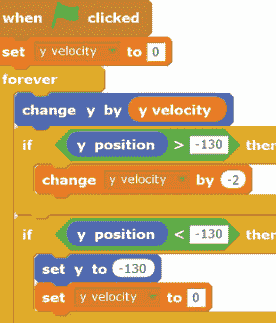 when clicked
set y velocity to 0
forever
change y by y velocity
if y position > -130 then
change y velocity by -2
if y position < -130 then
set y to -130
set y velocity to 0